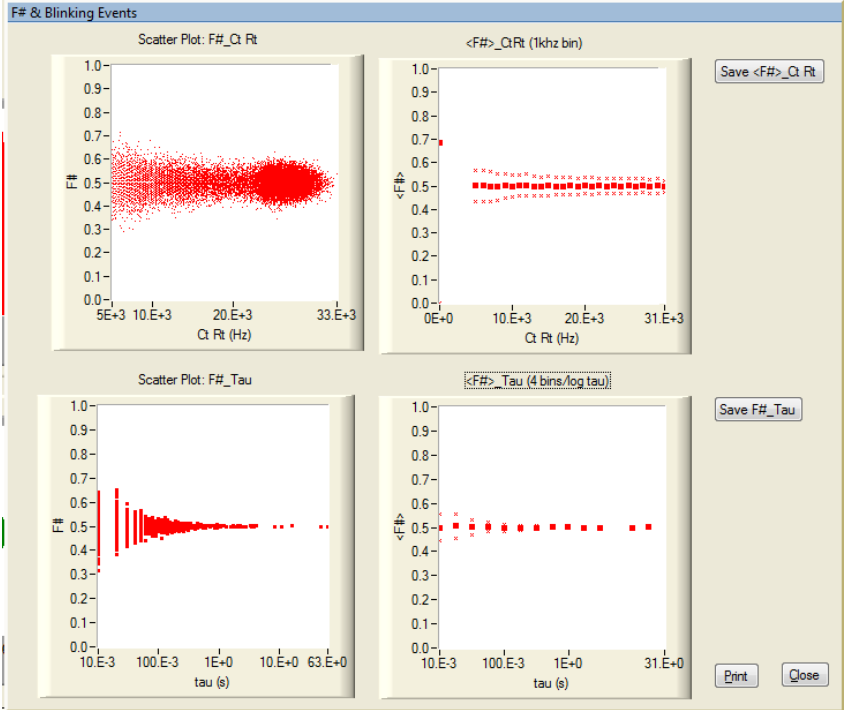 F# & Blinking Events
Scatter Plot: F#_Ct Rt
1.0
0.9
0.8
0.7
0.6
0.5
0.4
0.3
0.2
0.1
0.0
F#
5E+3 10.E+3 20.E+3 33.E+3
Ct Rt (Hz)
<F#>_CtRt (1khz bin)
1.0
0.9
0.8
0.7
0.6
0.5
0.4
0.3
0.2
0.1
0.0
<F#>
0E+0 10.E+3 20.E+3 31.E+3
Ct Rt (Hz)
Save <F#>_Ct Rt
Scatter Plot: F#_Tau
1.0
0.9
0.8
0.7
0.6
0.5
0.4
0.3
0.2
0.1
0.0
F#
10.E-3 100.E-3 1E+0 10.E+0 63.E+0
tau (s)
<F#>_Tau (4 bins/log tau)
1.0
0.9
0.8
0.7
0.6
0.5
0.4
0.3
0.2
0.1
0.0
<F#>
10.E-3 100.E-3 1E+0 31.E+0
tau (s)
Save F#_Tau
Print Close